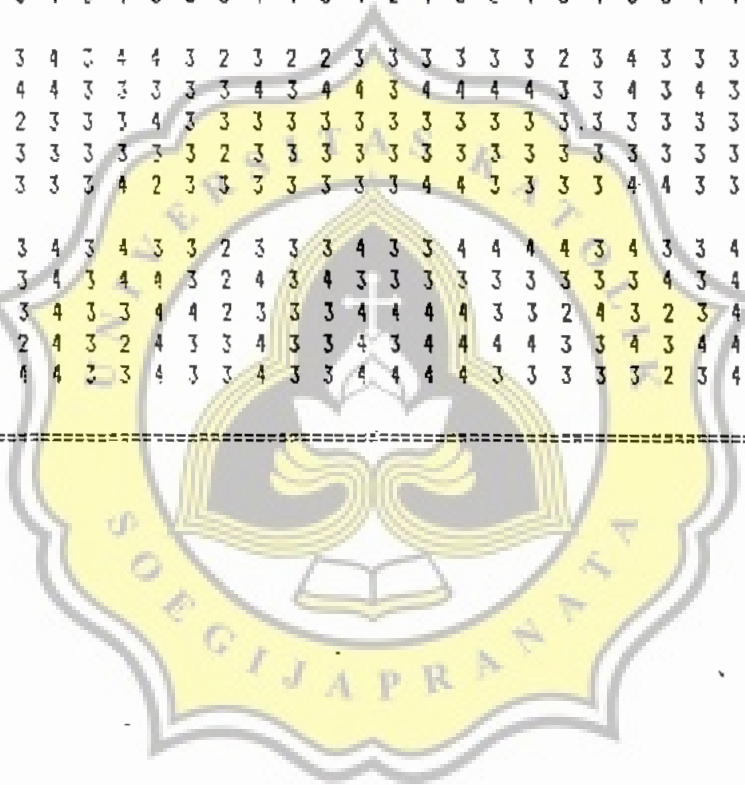 3 4 3 4 4 3 2 3 2 2 3 3 3 3 3 3 2 3 4 3 3 3
4 4 3 3 3 3 3 4 3 4 4 3 4 4 4 4 3 3 4 3 4 3
2 3 3 3 4 3 3 3 3 3 3 3 3 3 3 3 3 3 3 3 3 3
3 3 3 3 3 3 2 3 3 3 3 3 3 3 3 3 3 3 3 3 3 3
3 3 3 4 2 3 3 3 3 3 3 3 4 4 3 3 3 3 4 4 3 3
3 4 3 4 3 3 2 3 3 3 4 3 3 4 4 4 4 3 4 3 3 4
3 4 3 4 4 3 2 4 3 4 3 3 3 3 3 3 3 3 3 4 3 4
3 4 3 3 4 4 2 3 3 3 4 4 4 4 3 3 2 4 3 2 3 4
2 4 3 2 4 3 3 4 3 3 4 3 4 4 4 4 3 3 4 3 4 4
4 4 3 3 4 3 3 4 3 3 4 4 4 4 3 3 3 3 3 2 3 4
UNIVERSITAS KATOLIK
SOEGIJAPRANATA